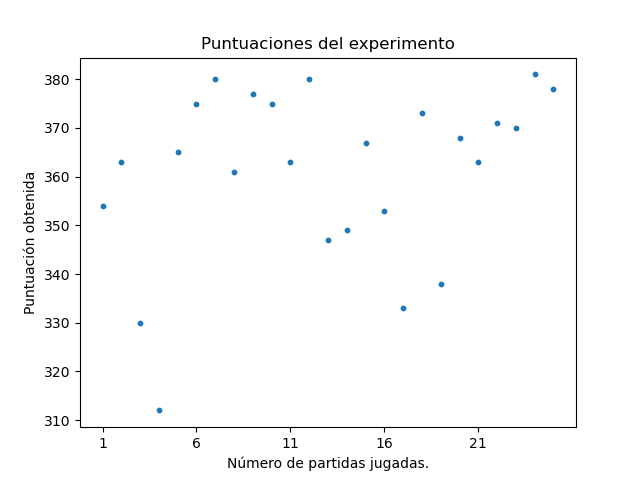 Puntuaciones del experimento
380
370
360
350
340
330
320
310
Puntuación obtenida
1 6 11 16 21
Número de partidas jugadas.